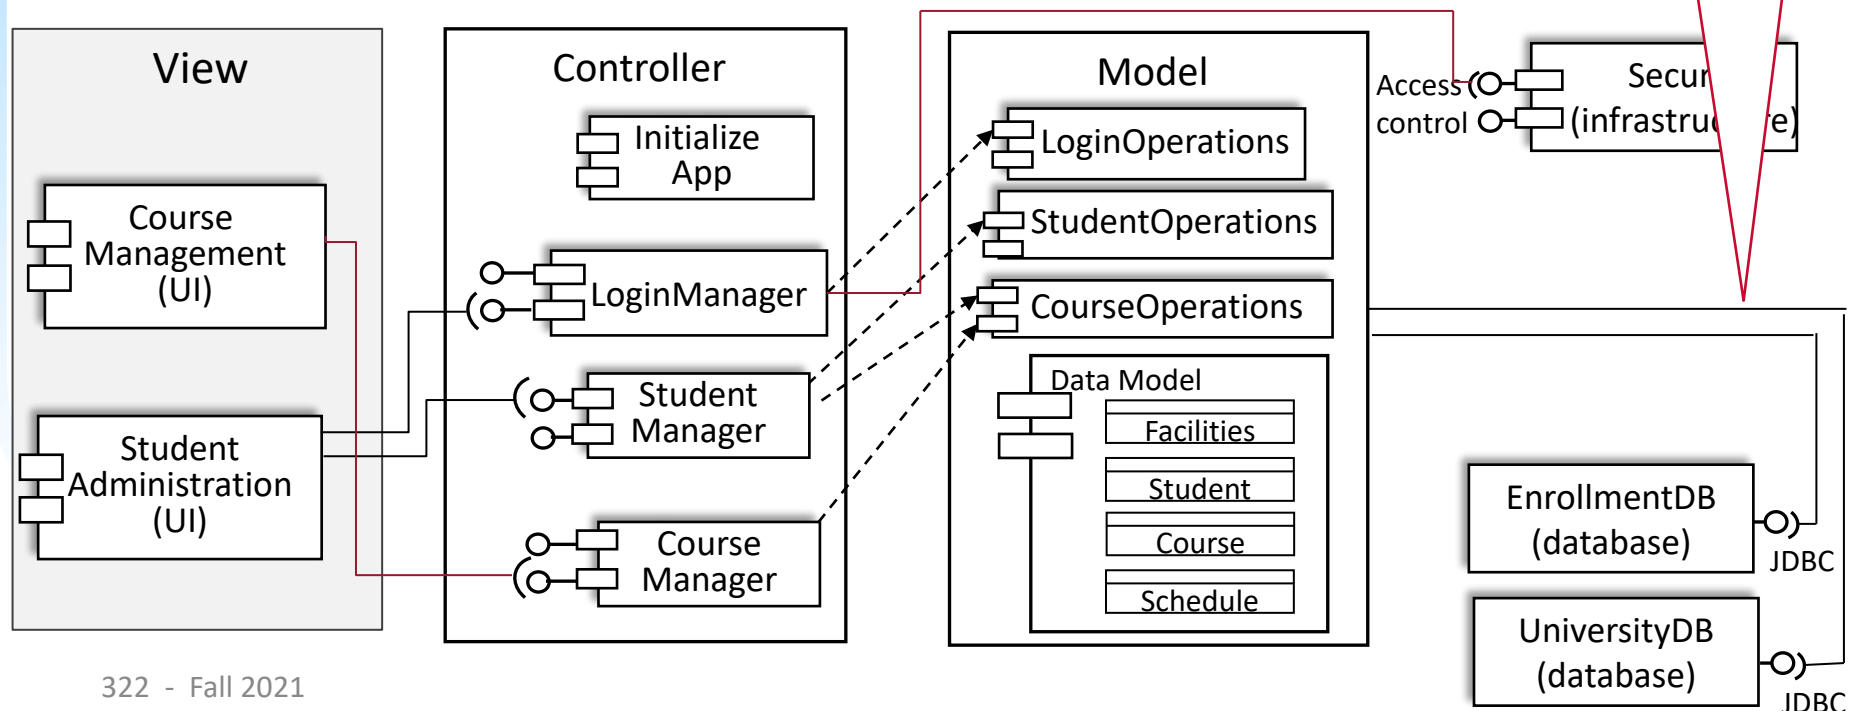 View
Course
Management
(UI)
Student
Administration
(UI)
Controller
Initialize
App
LoginManager
Student
Manager
Course
Manager
Model
LoginOperations
StudentOperations
CourseOperations
Data Model
Facilities
Student
Course
Schedule
Access
control
EnrollmentDB
(database)
JDBC
UniversityDB
(database)
JDBC
322 - Fall 2021